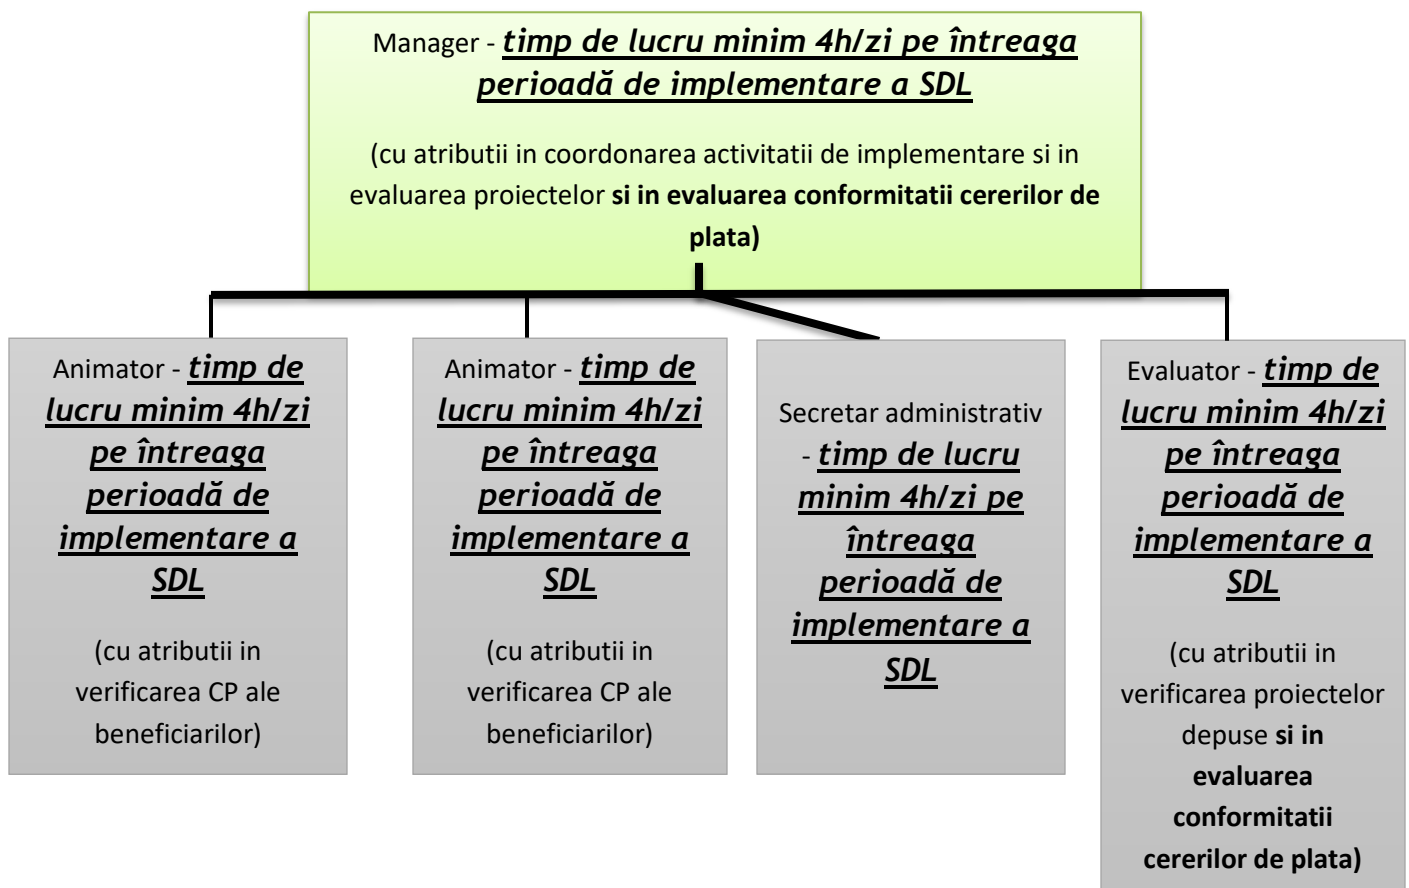 Manager - timp de lucru minim 4h/zi pe întreaga
perioadă de implementare a SDL
(cu atributii in coordonarea activitatii de implementare si in
evaluarea proiectelor si in evaluarea conformitatii cererilor de
plata)
Animator - timp de
lucru minim 4h/zi
pe întreaga
perioadă de
implementare a
SDL
(cu atributii in
verificarea CP ale
beneficiarilor)
Animator - timp de
lucru minim 4h/zi
pe întreaga
perioadă de
implementare a
SDL
(cu atributii in
verificarea CP ale
beneficiarilor)
Secretar administrativ
- timp de lucru
minim 4h/zi pe
întreaga
perioadă de
implementare a
SDL
Evaluator - timp de
lucru minim 4h/zi
pe întreaga
perioadă de
implementare a
SDL
(cu atributii in
verificarea proiectelor
depuse si in
evaluarea
conformitatii
cererilor de plata)